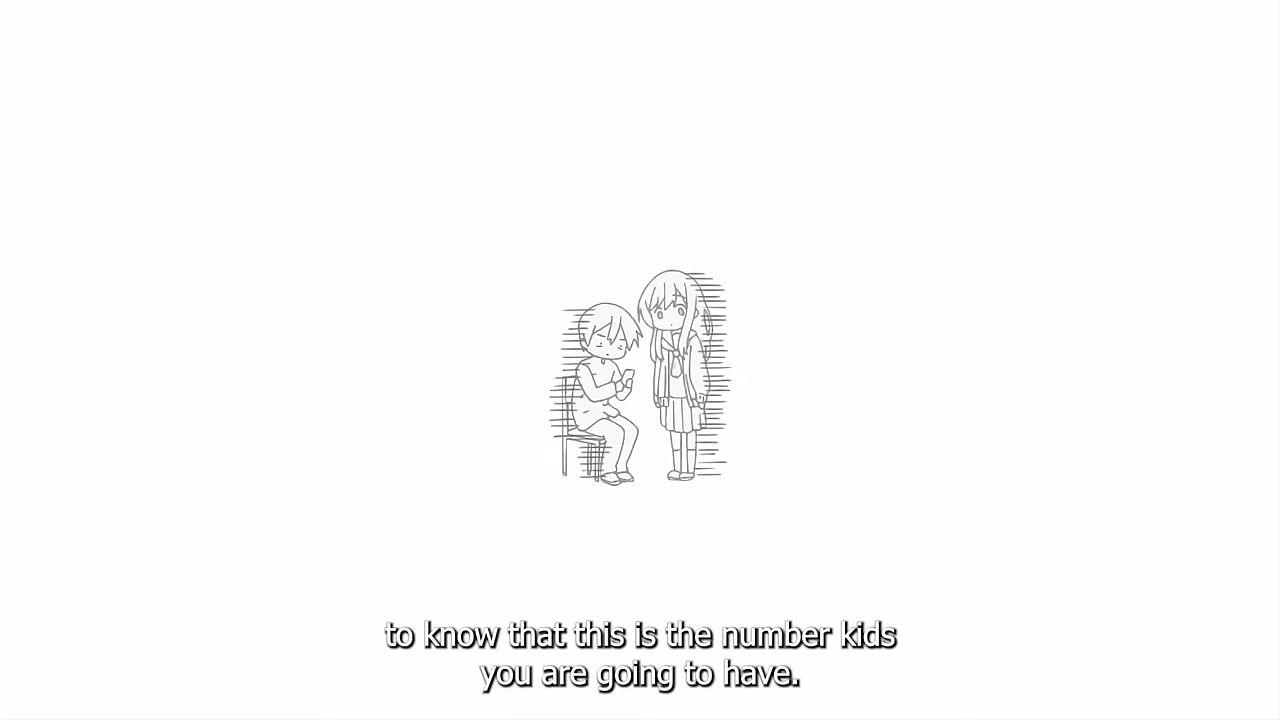 to know that this is the number kids
you are going to have.